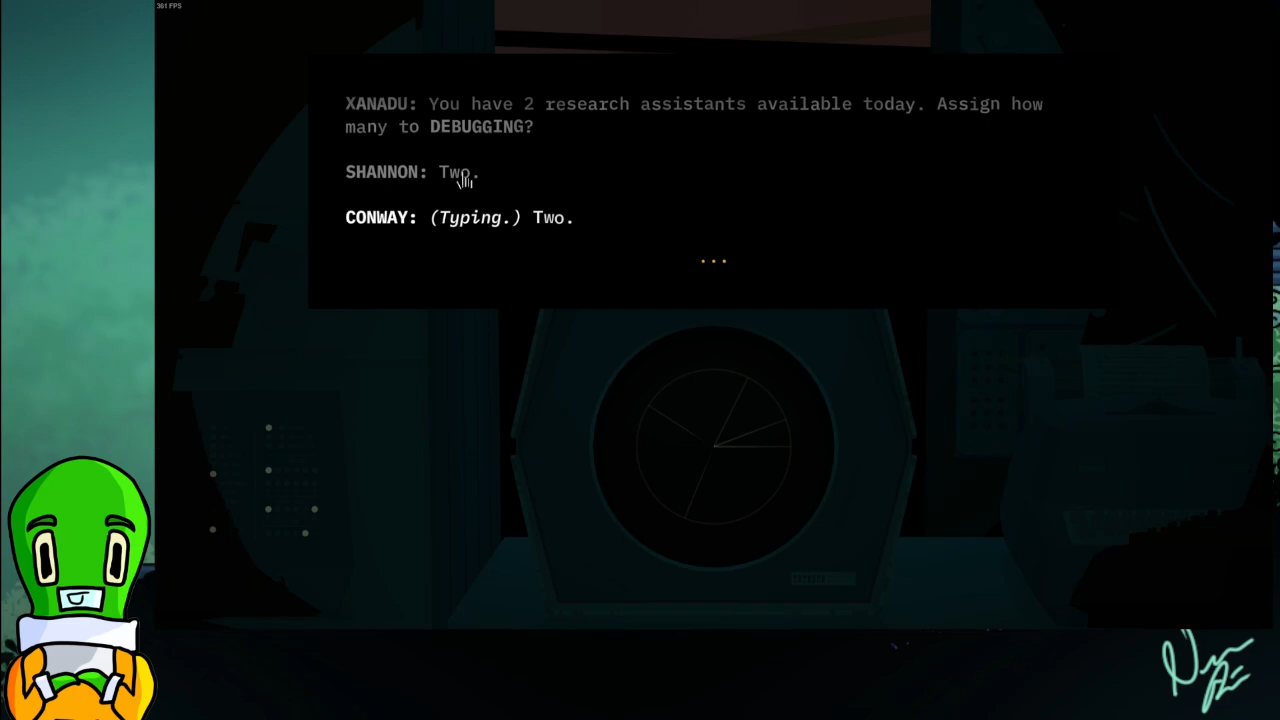 361 FPS
XANADU: You have 2 research assistants available today. Assign how
many to DEBUGGING?
SHANNON: Two.
CONWAY: (Typing.) Two.
...